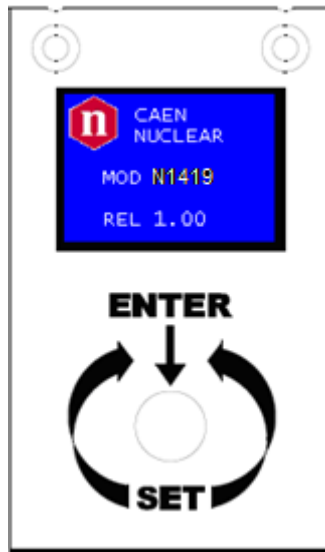 n
CAEN
NUCLEAR
MOD N1419
REL 1.00
ENTER
SET